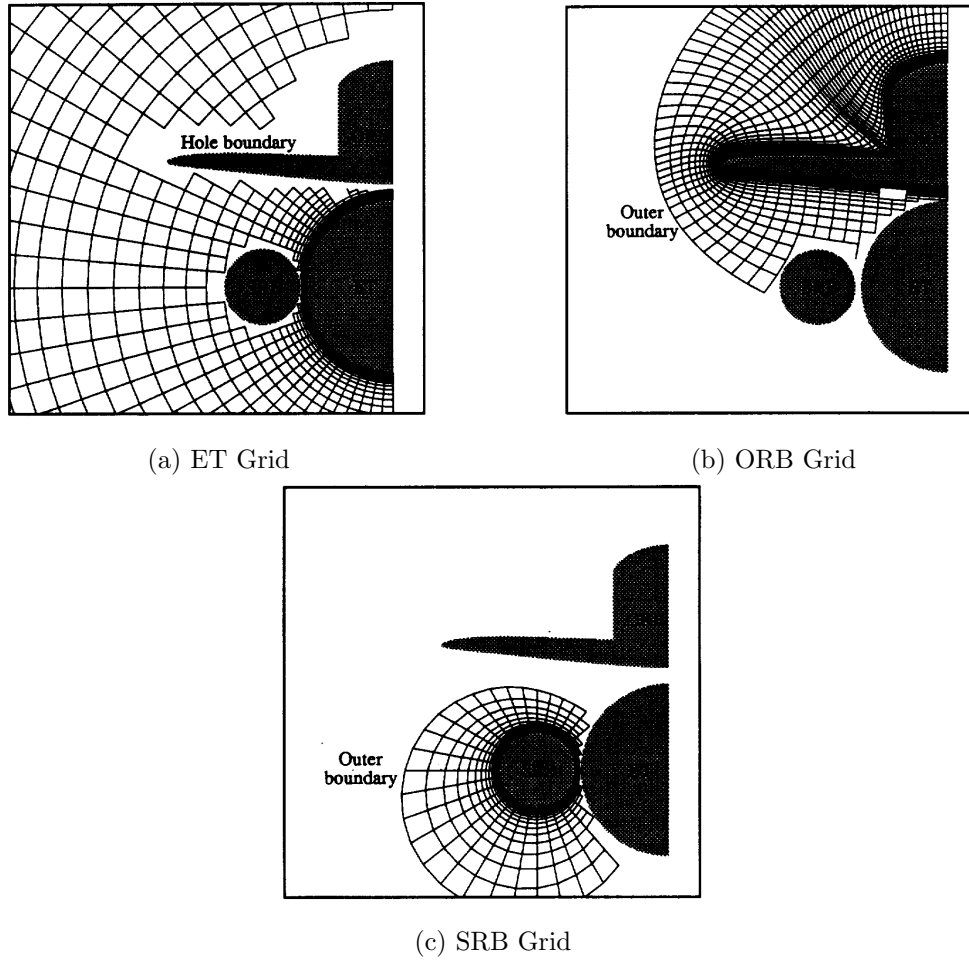 Hole boundary
(a) ET Grid
Outer
boundary
(b) ORB Grid
Outer
boundary
(c) SRB Grid